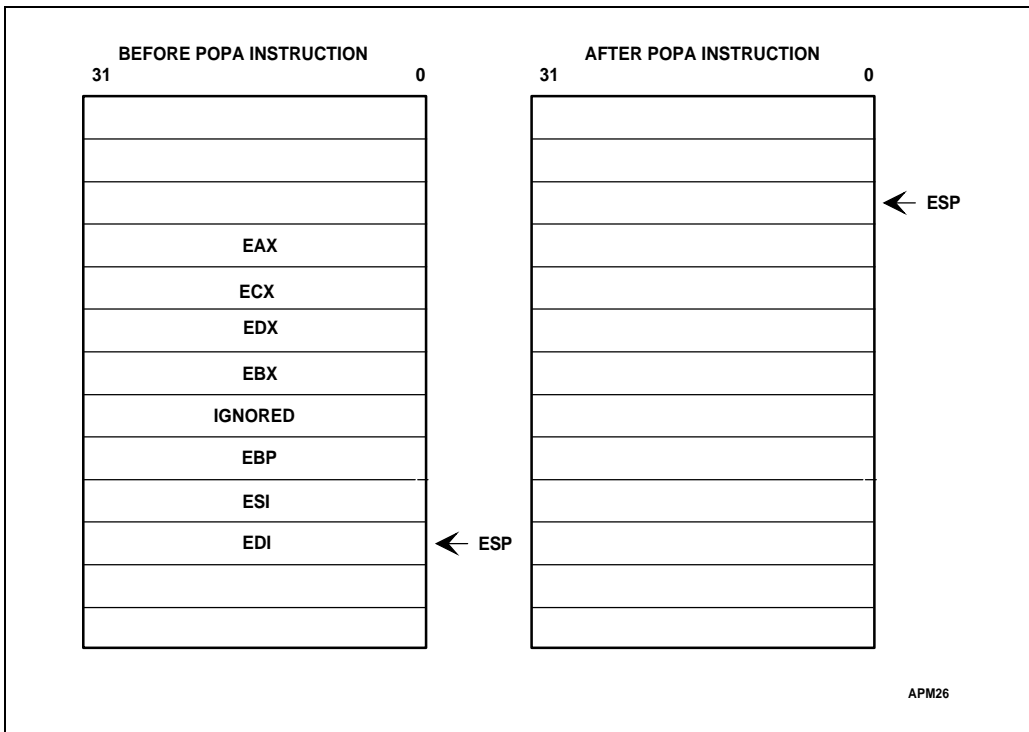 BEFORE POPA INSTRUCTION
31 0
EAX
ECX
EDX
EBX
IGNORED
EBP
ESI
EDI
ESP
AFTER POPA INSTRUCTION
31 0
ESP
APM26